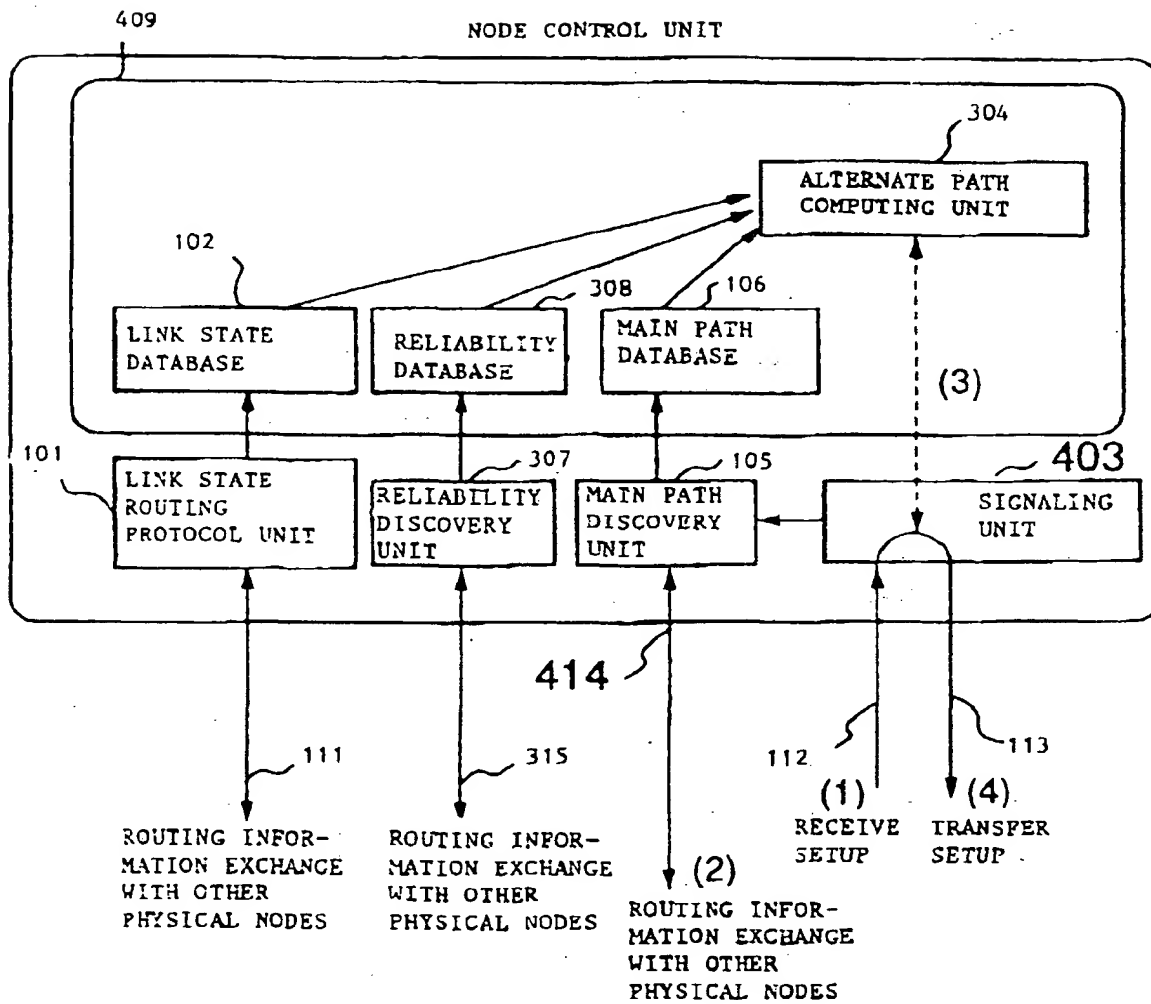 409
NODE CONTROL UNIT
304
ALTERNATE PATH
COMPUTING UNIT
102
308
106
LINK STATE
DATABASE
RELIABILITY
DATABASE
MAIN PATH
DATABASE
(3)
101
307
105
403
LINK STATE
ROUTING
PROTOCOL UNIT
RELIABILITY
DISCOVERY
UNIT
MAIN PATH
DISCOVERY
UNIT
SIGNALING
UNIT
414
111
315
112
113
(1)
RECEIVE
SETUP
(4)
TRANSFER
SETUP
ROUTING INFOR-
MATION EXCHANGE
WITH OTHER
PHYSICAL NODES
ROUTING INFOR-
MATION EXCHANGE
WITH OTHER
PHYSICAL NODES
(2)
ROUTING INFOR-
MATION EXCHANGE
WITH OTHER
PHYSICAL NODES